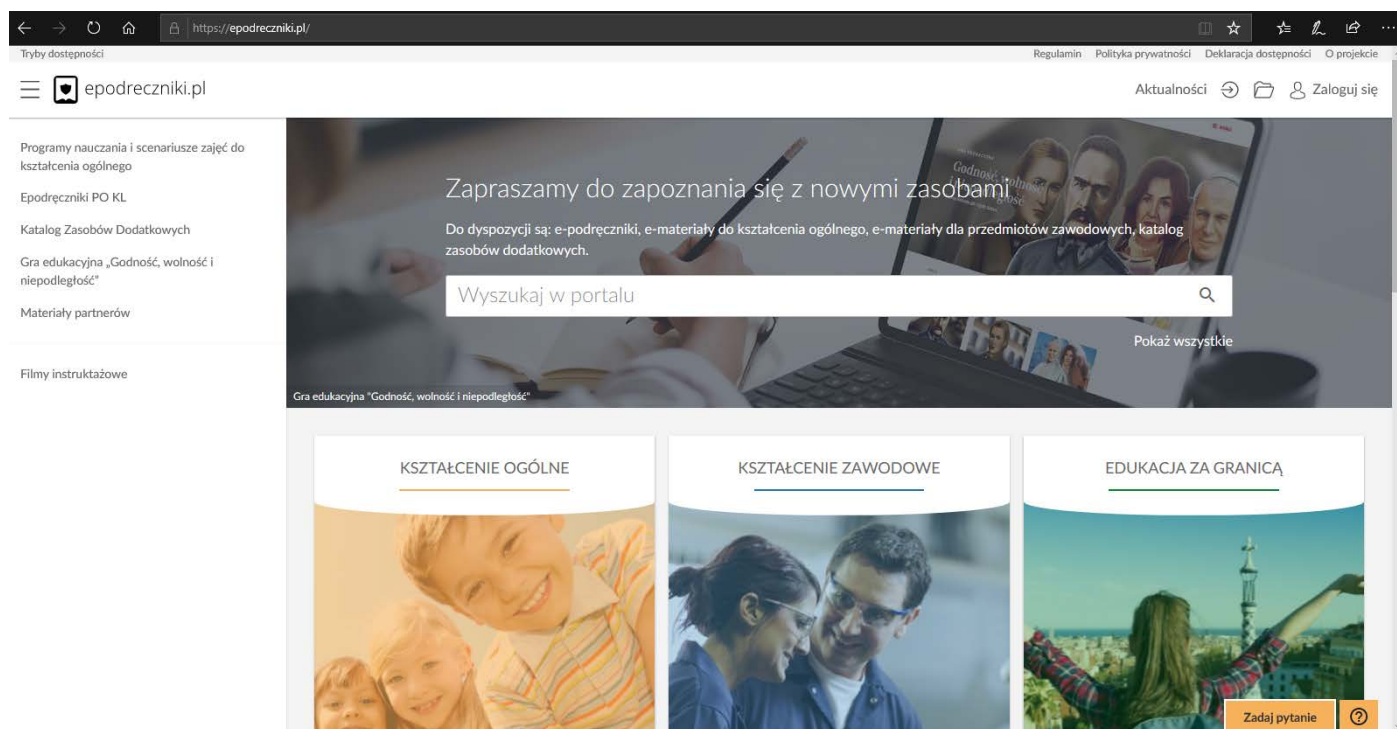 https://epodreczniki.pl/
Tryby dostępności
Regulamin Polityka prywatności Deklaracja dostępności O projekcie
epodreczniki.pl
Aktualności
Zaloguj się
Programy nauczania i scenariusze zajęć do
kształcenia ogólnego
Epodręczniki PO KL
Katalog Zasobów Dodatkowych
Gra edukacyjna „Godność, wolność i
niepodległość"
Materiały partnerów
Filmy instruktażowe
Godność, wolność
i niepodległość
Zapraszamy do zapoznania się z nowymi zasobami
Do dyspozycji są: e-podręczniki, e-materiały do kształcenia ogólnego, e-materiały dla przedmiotów zawodowych, katalog
zasobów dodatkowych.
Wyszukaj w portalu
Pokaż wszystkie
Gra edukacyjna "Godność, wolność i niepodległość"
KSZTAŁCENIE OGÓLNE
KSZTAŁCENIE ZAWODOWE
EDUKACJA ZA GRANICĄ
Zadaj pytanie